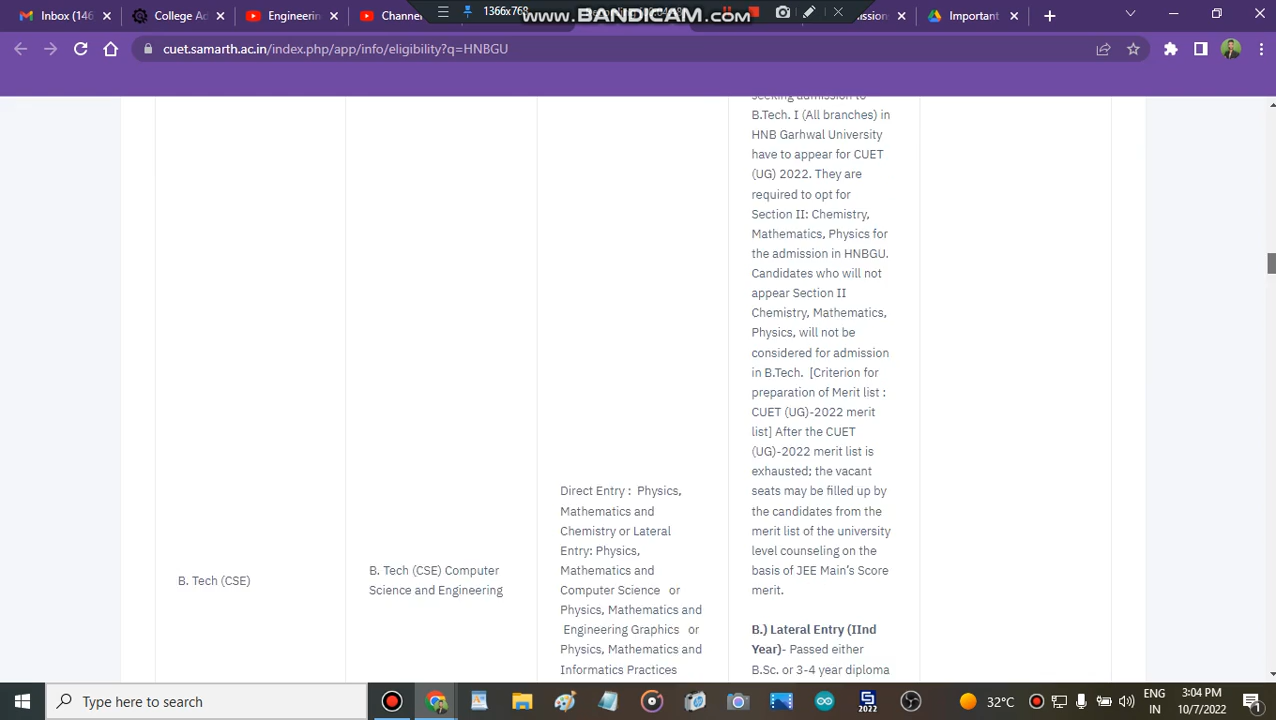 Inbox (146
College Ad
Engineerin
Channel
1366x768
www.BANDICAM.com
missions
Important
cuet.samarth.ac.in/index.php/app/info/eligibility?q=HNBGU
seeking admission to
B.Tech. I (All branches) in
HNB Garhwal University
have to appear for CUET
(UG) 2022. They are
required to opt for
Section II: Chemistry,
Mathematics, Physics for
the admission in HNBGU.
Candidates who will not
appear Section II
Chemistry, Mathematics,
Physics, will not be
considered for admission
in B.Tech. [Criterion for
preparation of Merit list :
CUET (UG)-2022 merit
list] After the CUET
(UG)-2022 merit list is
exhausted; the vacant
seats may be filled up by
the candidates from the
merit list of the university
level counseling on the
basis of JEE Main's Score
merit.
B.) Lateral Entry (IInd
Year)- Passed either
B.Sc. or 3-4 year diploma
Direct Entry : Physics,
Mathematics and
Chemistry or Lateral
Entry: Physics,
Mathematics and
Computer Science or
Physics, Mathematics and
Engineering Graphics or
Physics, Mathematics and
Informatics Practices
B. Tech (CSE) Computer
Science and Engineering
B. Tech (CSE)
Type here to search
S
2022
32°C
ENG
IN
3:04 PM
10/7/2022
1